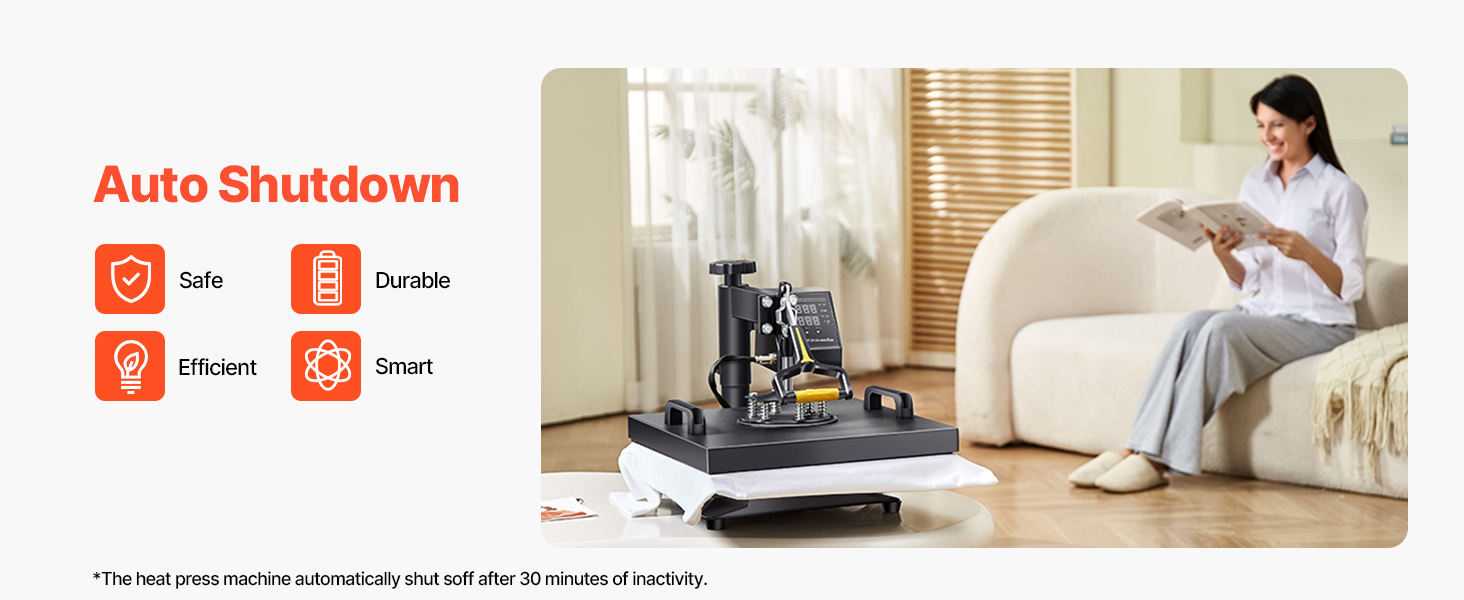 Auto Shutdown
Safe
Durable
Efficient
Smart
*The heat press machine automatically shut soff after 30 minutes of inactivity.